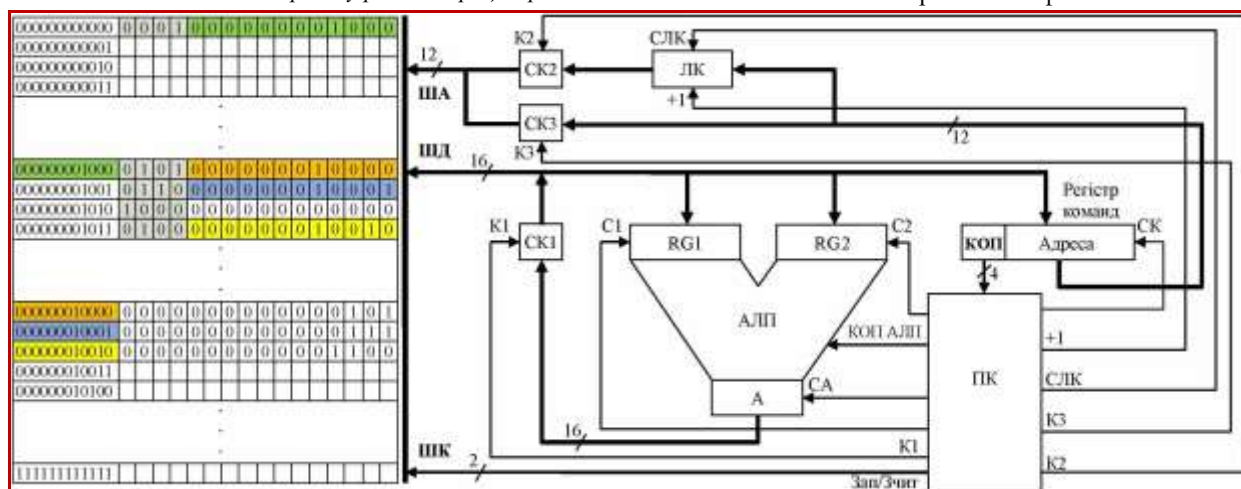 000000000000 0 0 0 1 0 0 0 0 0 0 0 0 1 0 0 0
000000000001
000000000010
000000000011
000000001000 0 1 0 1 0 0 0 0 0 0 0 1 0 0 0 0
000000001001 0 1 1 0 0 0 0 0 0 0 0 1 0 0 0 1
000000001010 1 0 0 0 0 0 0 0 0 0 0 0 0 0 0 0
000000001011 0 1 0 0 0 0 0 0 0 0 0 1 0 0 1 0
000000010000 0 0 0 0 0 0 0 0 0 0 0 0 0 1 0 1
000000010001 0 0 0 0 0 0 0 0 0 0 0 0 0 1 1 1
000000010010 0 0 0 0 0 0 0 0 0 0 0 0 1 1 0 0
000000010011
000000010100
111111111111
К2 СЛК
12 СК2 ЛК
ША +1
СК3 12
ШД К3
16
Регістр
команд
К1 С1 С2 СК
СК1 RG1 RG2 КОП Адреса
4
АЛП
КОП АЛП +1
ПК
СА СЛК
А
16 К3
ШК К1
2 К2
Зап/Зчит